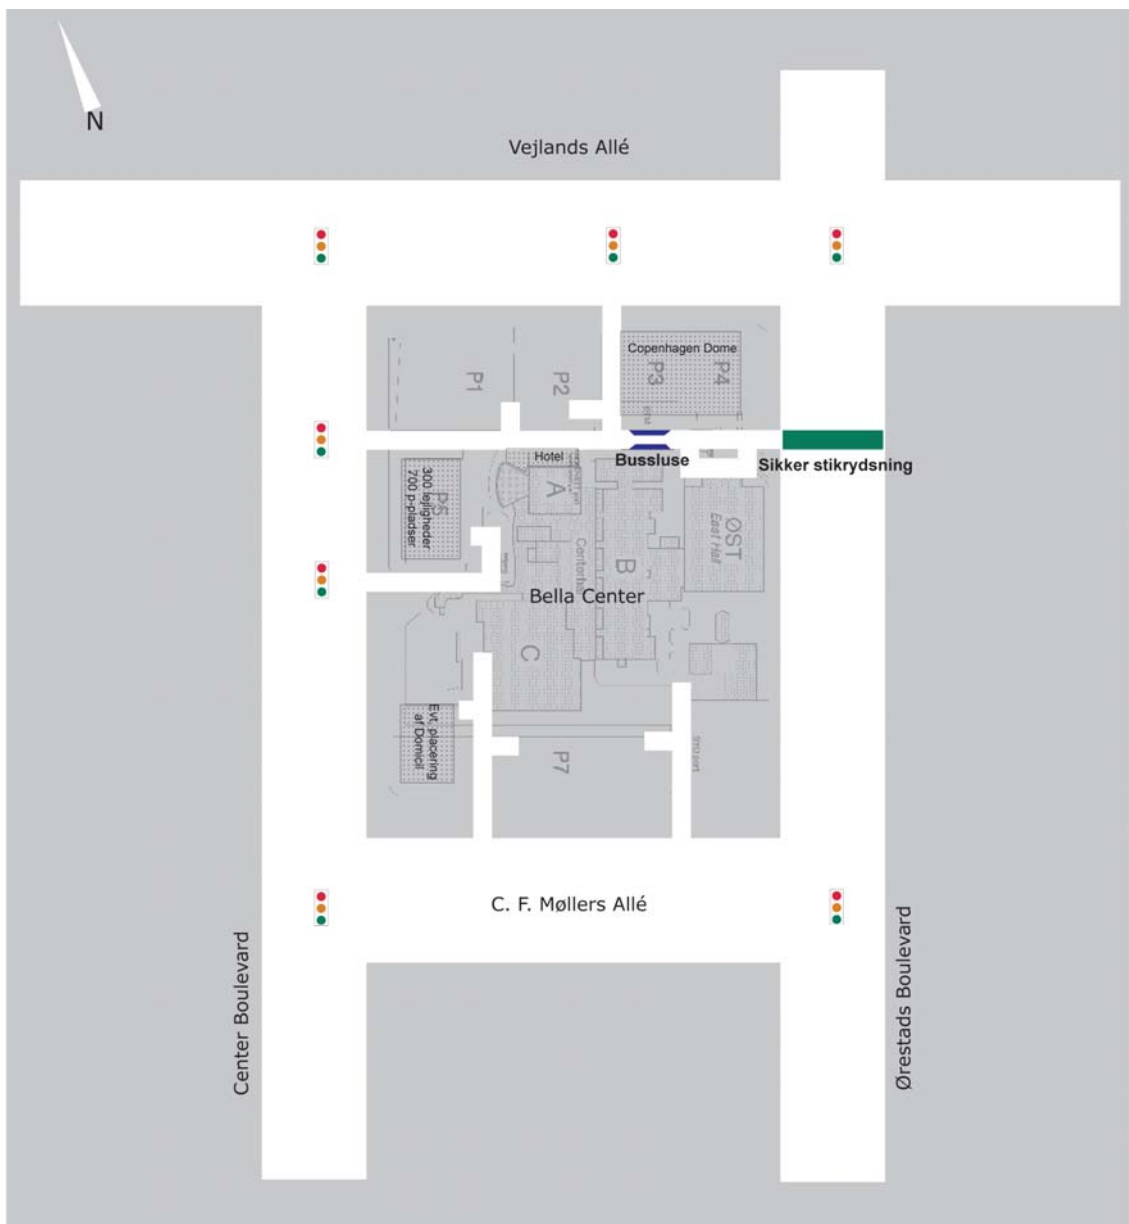 N
Vejlands Allé
Copenhagen Dome
P1
P2
P3
P4
Bussluse
Sikker stikrydsning
Hotel
A
P5
300 lejligheder
700 p-pladser
ØST
East Hall
B
Bella Center
C
Evt. placering
af Domicil
P7
C. F. Møllers Allé
Center Boulevard
Ørestads Boulevard